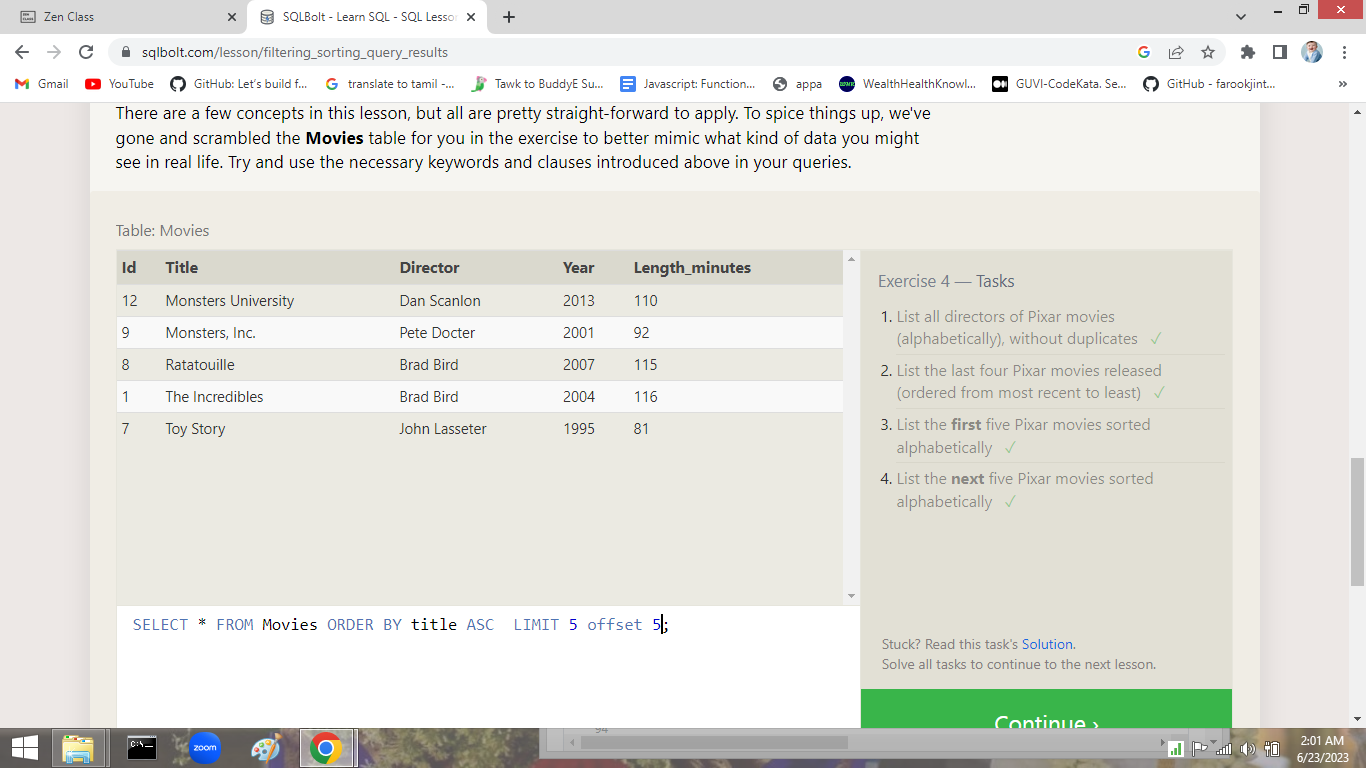 Zen Class
SQLBolt - Learn SQL - SQL Lesson
sqlbolt.com/lesson/filtering_sorting_query_results
Gmail YouTube GitHub: Let's build f... translate to tamil -... Tawk to BuddyE Su... Javascript: Function... appa WealthHealthKnowl... GUVI-CodeKata. Se... GitHub - farookjint... »
There are a few concepts in this lesson, but all are pretty straight-forward to apply. To spice things up, we've
gone and scrambled the Movies table for you in the exercise to better mimic what kind of data you might
see in real life. Try and use the necessary keywords and clauses introduced above in your queries.
Table: Movies
Id Title Director Year Length_minutes
12 Monsters University Dan Scanlon 2013 110
9 Monsters, Inc. Pete Docter 2001 92
8 Ratatouille Brad Bird 2007 115
1 The Incredibles Brad Bird 2004 116
7 Toy Story John Lasseter 1995 81
SELECT * FROM Movies ORDER BY title ASC  LIMIT 5 offset 5;
Exercise 4 — Tasks
1. List all directors of Pixar movies
(alphabetically), without duplicates ✓
2. List the last four Pixar movies released
(ordered from most recent to least) ✓
3. List the first five Pixar movies sorted
alphabetically ✓
4. List the next five Pixar movies sorted
alphabetically ✓
Stuck? Read this task's Solution.
Solve all tasks to continue to the next lesson.
Continue ›
C:\
zoom
2:01 AM
6/23/2023